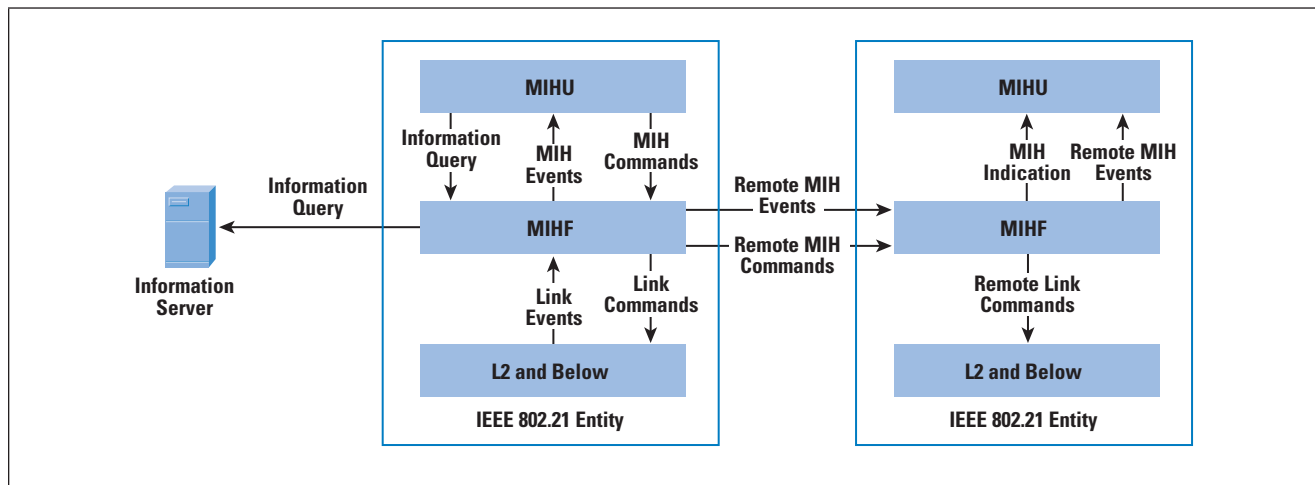 MIHU
Information
Query
MIH
Events
MIH
Commands
Information
Query
Information
Server
MIHF
Link
Events
Link
Commands
L2 and Below
IEEE 802.21 Entity
Remote MIH
Events
Remote MIH
Commands
MIHU
MIH
Indication
Remote MIH
Events
MIHF
Remote Link
Commands
L2 and Below
IEEE 802.21 Entity